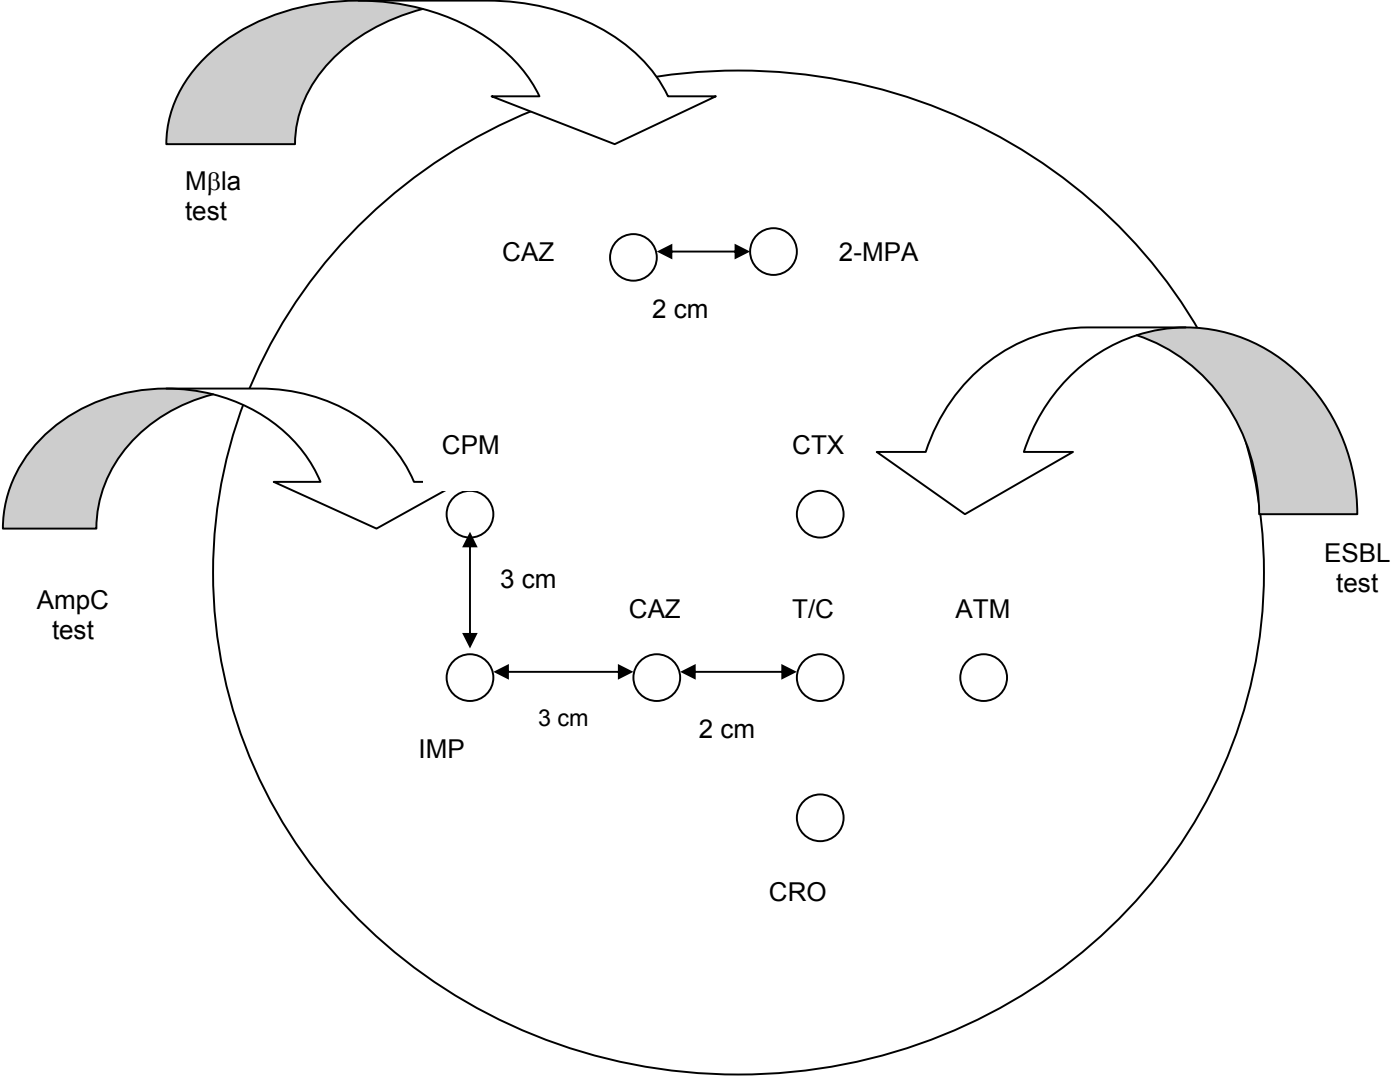 Mβla
test
CAZ
2-MPA
2 cm
CPM
CTX
3 cm
ESBL
test
AmpC
test
CAZ
T/C
ATM
3 cm
2 cm
IMP
CRO